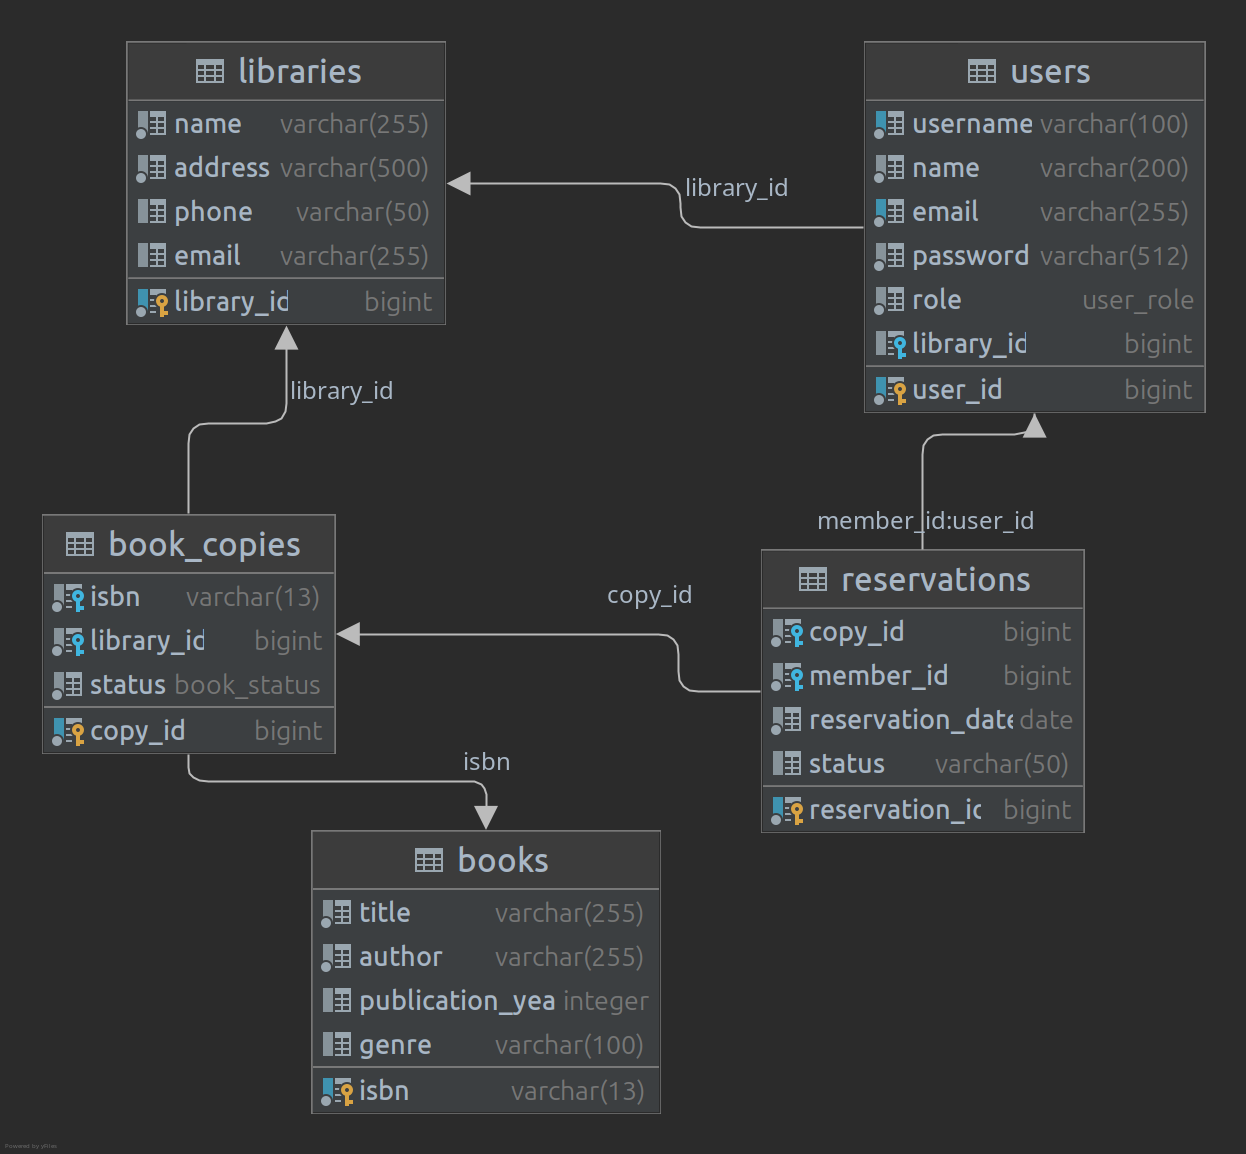 libraries
name varchar(255)
address varchar(500)
phone varchar(50)
email varchar(255)
library_id bigint
users
username varchar(100)
name varchar(200)
email varchar(255)
password varchar(512)
role user_role
library_id bigint
user_id bigint
library_id
library_id
member_id:user_id
book_copies
isbn varchar(13)
library_id bigint
status book_status
copy_id bigint
copy_id
reservations
copy_id bigint
member_id bigint
reservation_date date
status varchar(50)
reservation_id bigint
isbn
books
title varchar(255)
author varchar(255)
publication_yea integer
genre varchar(100)
isbn varchar(13)
Powered by yFiles